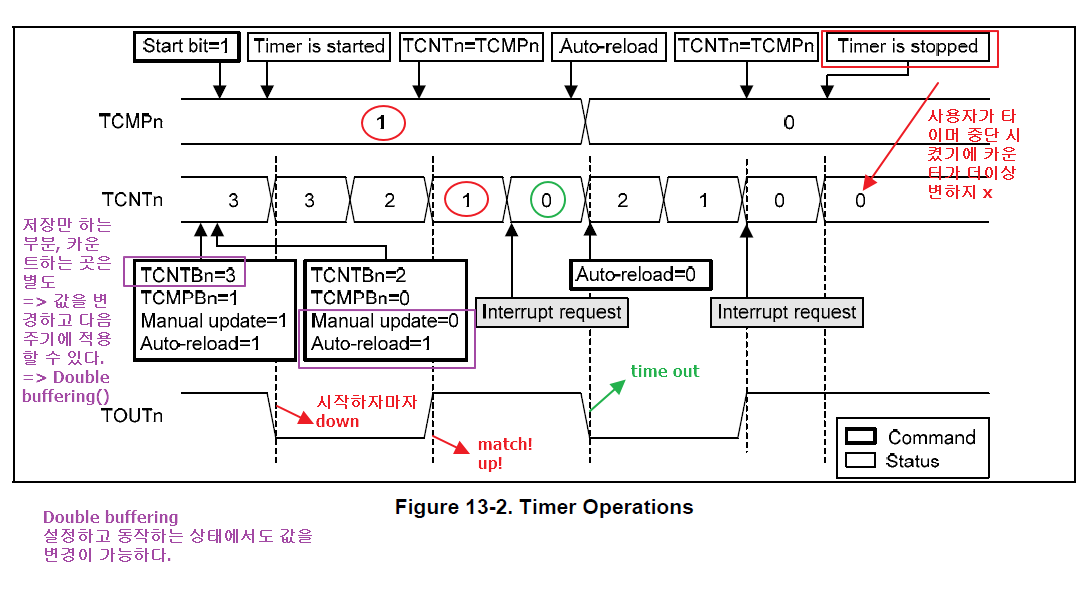 Start bit=1
Timer is started
TCNTn=TCMPn
Auto-reload
TCNTn=TCMPn
Timer is stopped
TCMPn
1
0
사용자가 타
이머 중단 시
켰기에 카운
터가 더이상
변하지 x
TCNTn
3
3
2
1
0
2
1
0
0
저장만 하는
부분, 카운
트하는 곳은
별도
=> 값을 변
경하고 다음
주기에 적용
할 수 있다.
=> Double
buffering()
TCNTBn=3
TCMPBn=1
Manual update=1
Auto-reload=1
TCNTBn=2
TCMPBn=0
Manual update=0
Auto-reload=1
Interrupt request
Auto-reload=0
Interrupt request
time out
TOUTn
시작하자마자
down
match!
up!
Command
Status
Figure 13-2. Timer Operations
Double buffering
설정하고 동작하는 상태에서도 값을
변경이 가능하다.